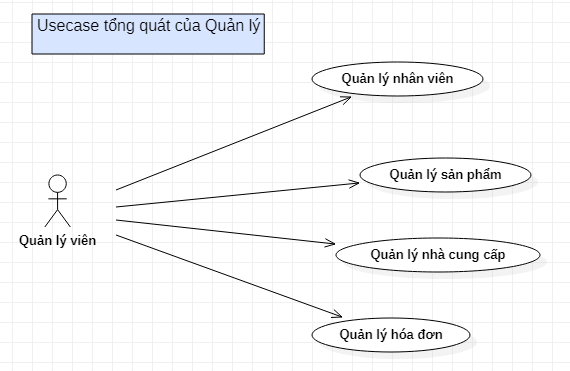 Usecase tổng quát của Quản lý
Quản lý nhân viên
Quản lý sản phẩm
Quản lý viên
Quản lý nhà cung cấp
Quản lý hóa đơn